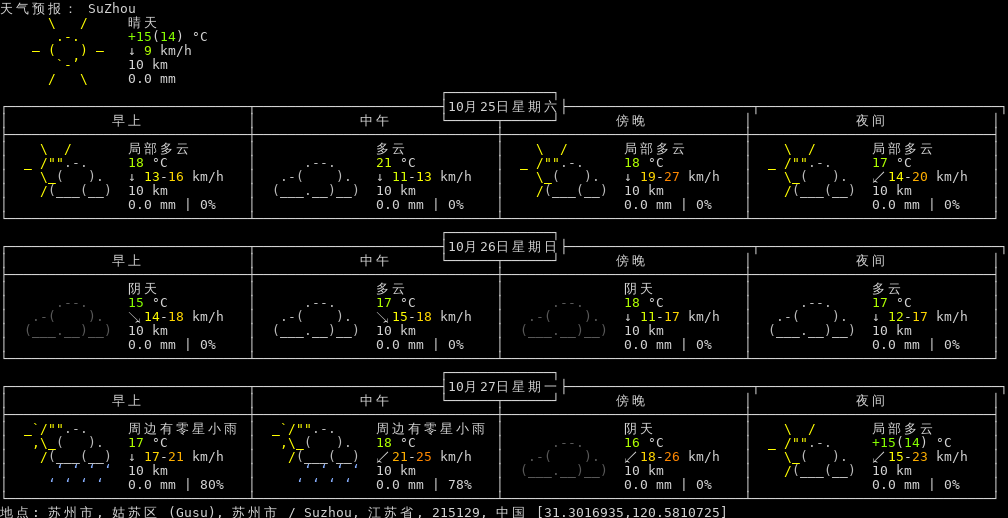 天气预报: SuZhou
晴天
+15(14) °C
↓ 9 km/h
10 km
0.0 mm
10月25日星期六
早上 中午 傍晚 夜间
局部多云 多云 局部多云 局部多云
18 °C 21 °C 18 °C 17 °C
↓ 13-16 km/h ↓ 11-13 km/h ↓ 19-27 km/h ↙ 14-20 km/h
10 km 10 km 10 km 10 km
0.0 mm | 0% 0.0 mm | 0% 0.0 mm | 0% 0.0 mm | 0%
10月26日星期日
早上 中午 傍晚 夜间
阴天 多云 阴天 多云
15 °C 17 °C 18 °C 17 °C
↘ 14-18 km/h ↘ 15-18 km/h ↓ 11-17 km/h ↓ 12-17 km/h
10 km 10 km 10 km 10 km
0.0 mm | 0% 0.0 mm | 0% 0.0 mm | 0% 0.0 mm | 0%
10月27日星期一
早上 中午 傍晚 夜间
周边有零星小雨 周边有零星小雨 阴天 局部多云
17 °C 18 °C 16 °C +15(14) °C
↓ 17-21 km/h ↙ 21-25 km/h ↙ 18-26 km/h ↙ 15-23 km/h
10 km 10 km 10 km 10 km
0.0 mm | 80% 0.0 mm | 78% 0.0 mm | 0% 0.0 mm | 0%
地点: 苏州市, 姑苏区 (Gusu), 苏州市 / Suzhou, 江苏省, 215129, 中国 [31.3016935,120.5810725]